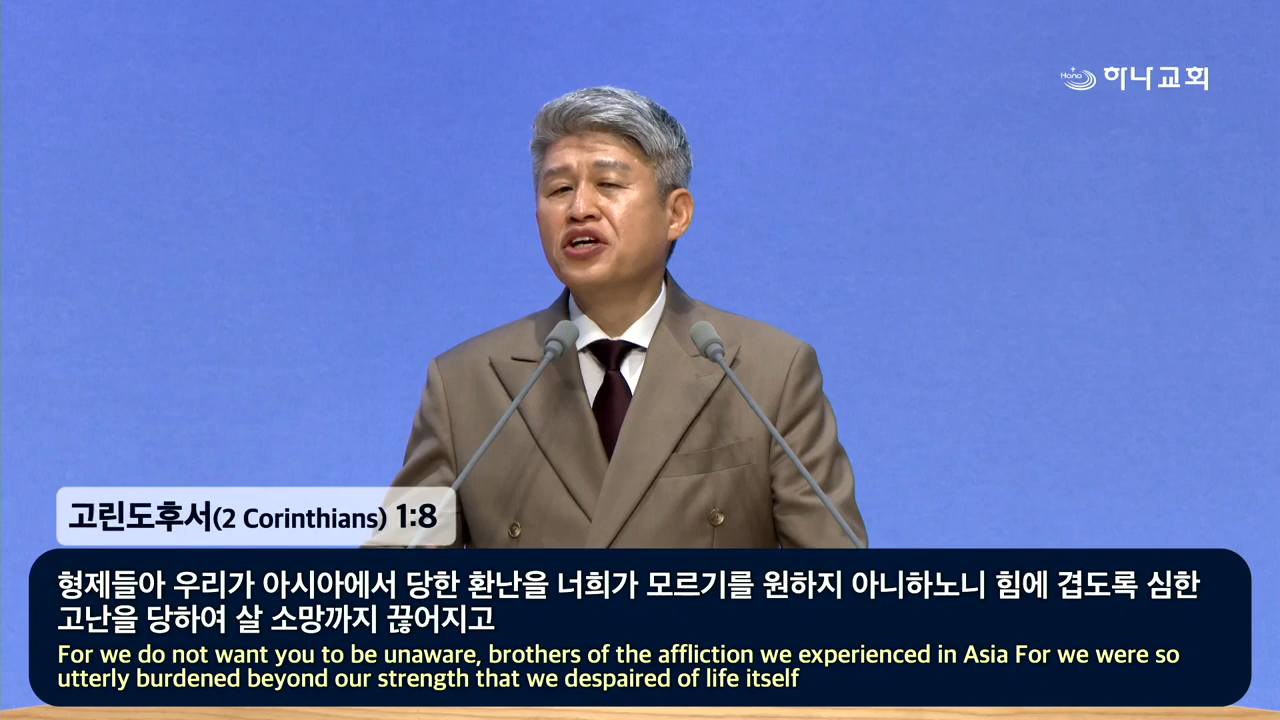 Hana 하나교회
고린도후서(2 Corinthians) 1:8
형제들아 우리가 아시아에서 당한 환난을 너희가 모르기를 원하지 아니하노니 힘에 겹도록 심한
고난을 당하여 살 소망까지 끊어지고
For we do not want you to be unaware, brothers of the affliction we experienced in Asia For we were so
utterly burdened beyond our strength that we despaired of life itself